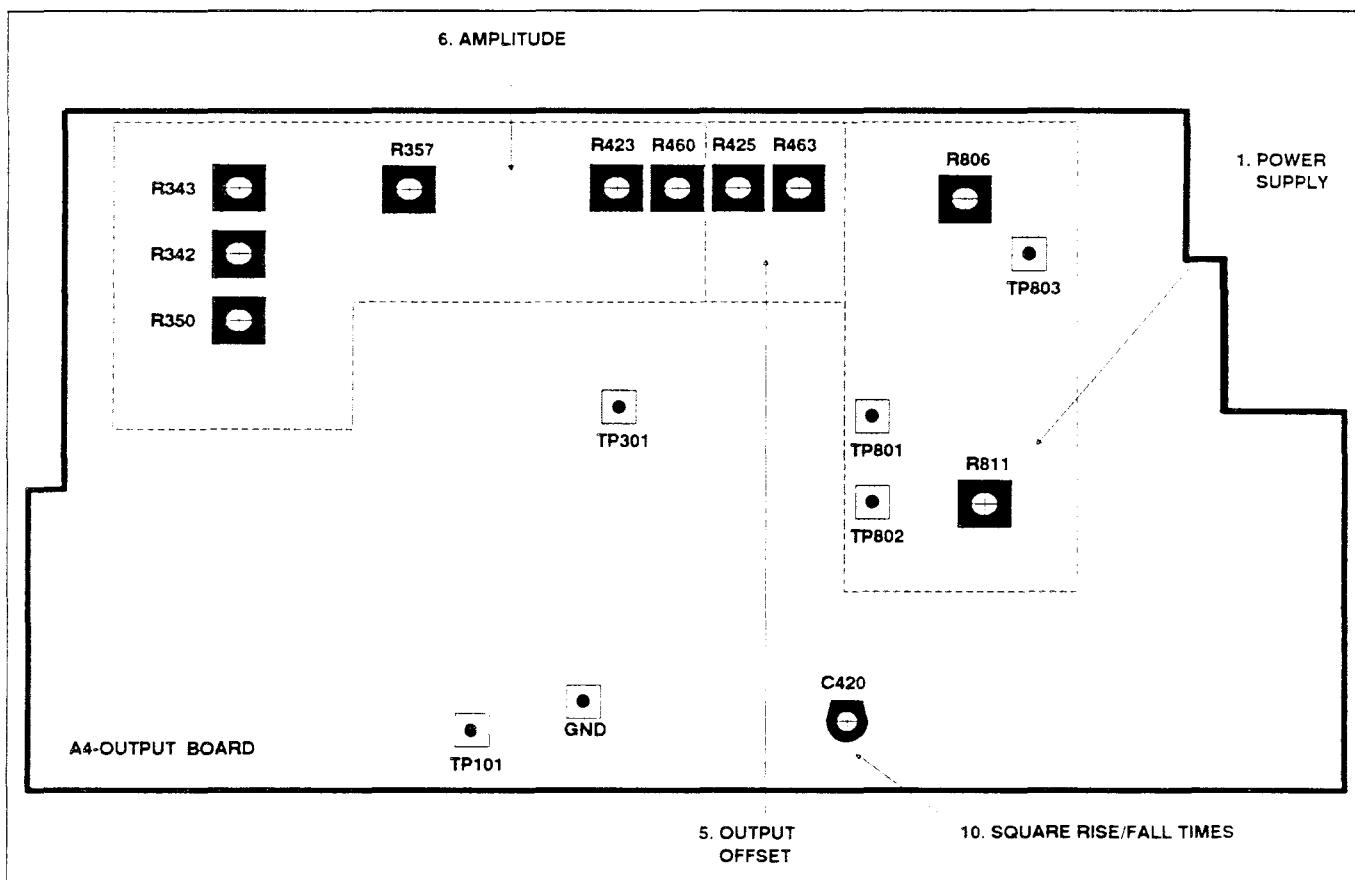 6. AMPLITUDE
R357
R423
R460
R425
R463
R806
1. POWER
SUPPLY
R343
R342
TP803
R350
TP301
TP801
R811
TP802
C420
GND
A4-OUTPUT BOARD
TP101
5. OUTPUT
OFFSET
10. SQUARE RISE/FALL TIMES